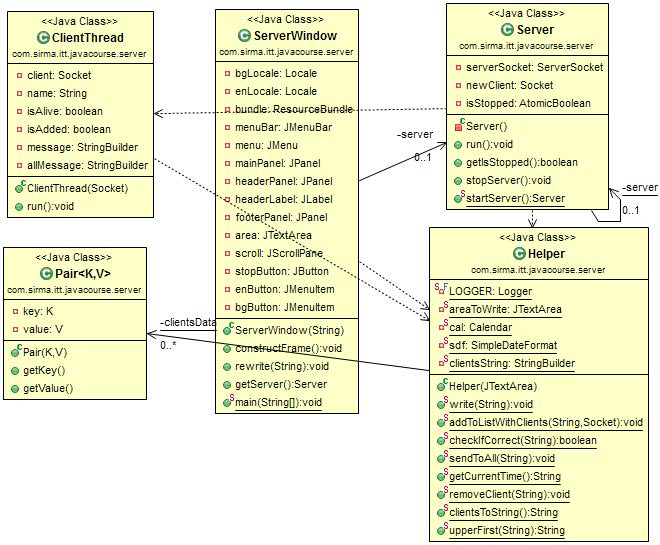 <<Java Class>>
ClientThread
com.sirma.itt.javacourse.server
client: Socket
name: String
isAlive: boolean
isAdded: boolean
message: StringBuilder
allMessage: StringBuilder
ClientThread(Socket)
run():void
<<Java Class>>
ServerWindow
com.sirma.itt.javacourse.server
bgLocale: Locale
enLocale: Locale
bundle: ResourceBundle
menuBar: JMenuBar
menu: JMenu
mainPanel: JPanel
headerPanel: JPanel
headerLabel: JLabel
footerPanel: JPanel
area: JTextArea
scroll: JScrollPane
stopButton: JButton
enButton: JMenuItem
bgButton: JMenuItem
ServerWindow(String)
constructFrame():void
rewrite(String):void
getServer():Server
main(String[]):void
<<Java Class>>
Server
com.sirma.itt.javacourse.server
serverSocket: ServerSocket
newClient: Socket
isStopped: AtomicBoolean
Server()
run():void
getIsStopped():boolean
stopServer():void
startServer():Server
-server
0..1
-server
0..1
<<Java Class>>
Pair<K,V>
com.sirma.itt.javacourse.server
key: K
value: V
Pair(K,V)
getKey()
getValue()
-clientsData
0..*
<<Java Class>>
Helper
com.sirma.itt.javacourse.server
LOGGER: Logger
areaToWrite: JTextArea
cal: Calendar
sdf: SimpleDateFormat
clientsString: StringBuilder
Helper(JTextArea)
write(String):void
addToListWithClients(String,Socket):void
checkIfCorrect(String):boolean
sendToAll(String):void
getCurrentTime():String
removeClient(String):void
clientsToString():String
upperFirst(String):String